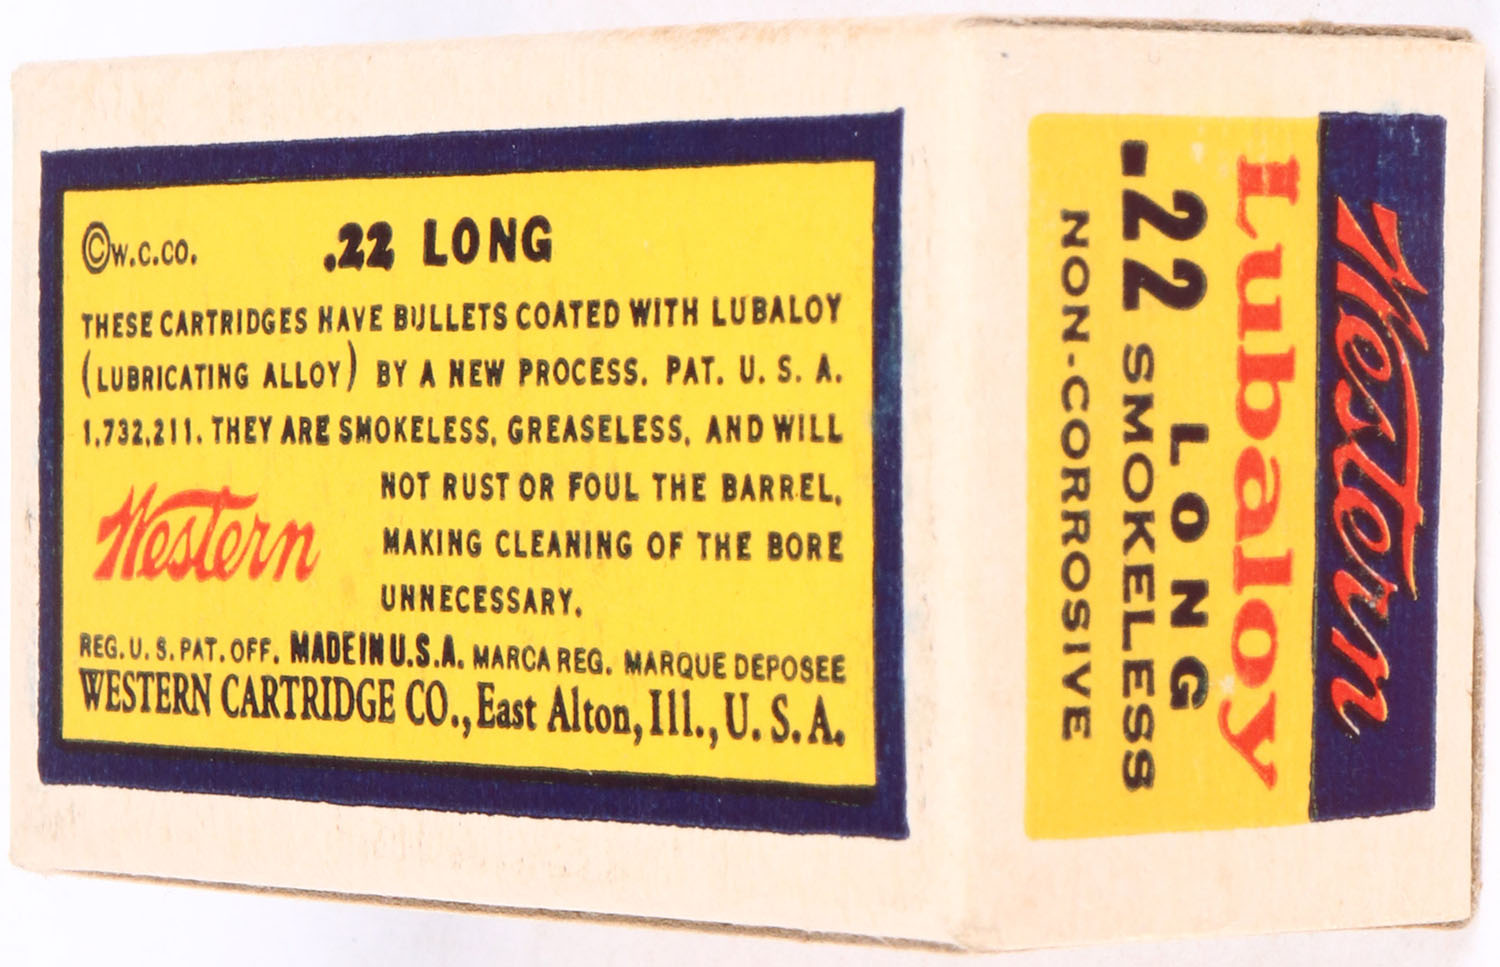 ©W.C.CO. .22 LONG
THESE CARTRIDGES HAVE BULLETS COATED WITH LUBALOY
(LUBRICATING ALLOY) BY A NEW PROCESS. PAT. U. S. A.
1,732,211. THEY ARE SMOKELESS, GREASELESS, AND WILL
NOT RUST OR FOUL THE BARREL,
MAKING CLEANING OF THE BORE
UNNECESSARY.
Western
REG. U. S. PAT. OFF. MADE IN U.S.A. MARCA REG. MARQUE DEPOSEE
WESTERN CARTRIDGE CO., East Alton, Ill., U. S. A.
Western
Lubaloy
.22 LONG
SMOKELESS
NON-CORROSIVE